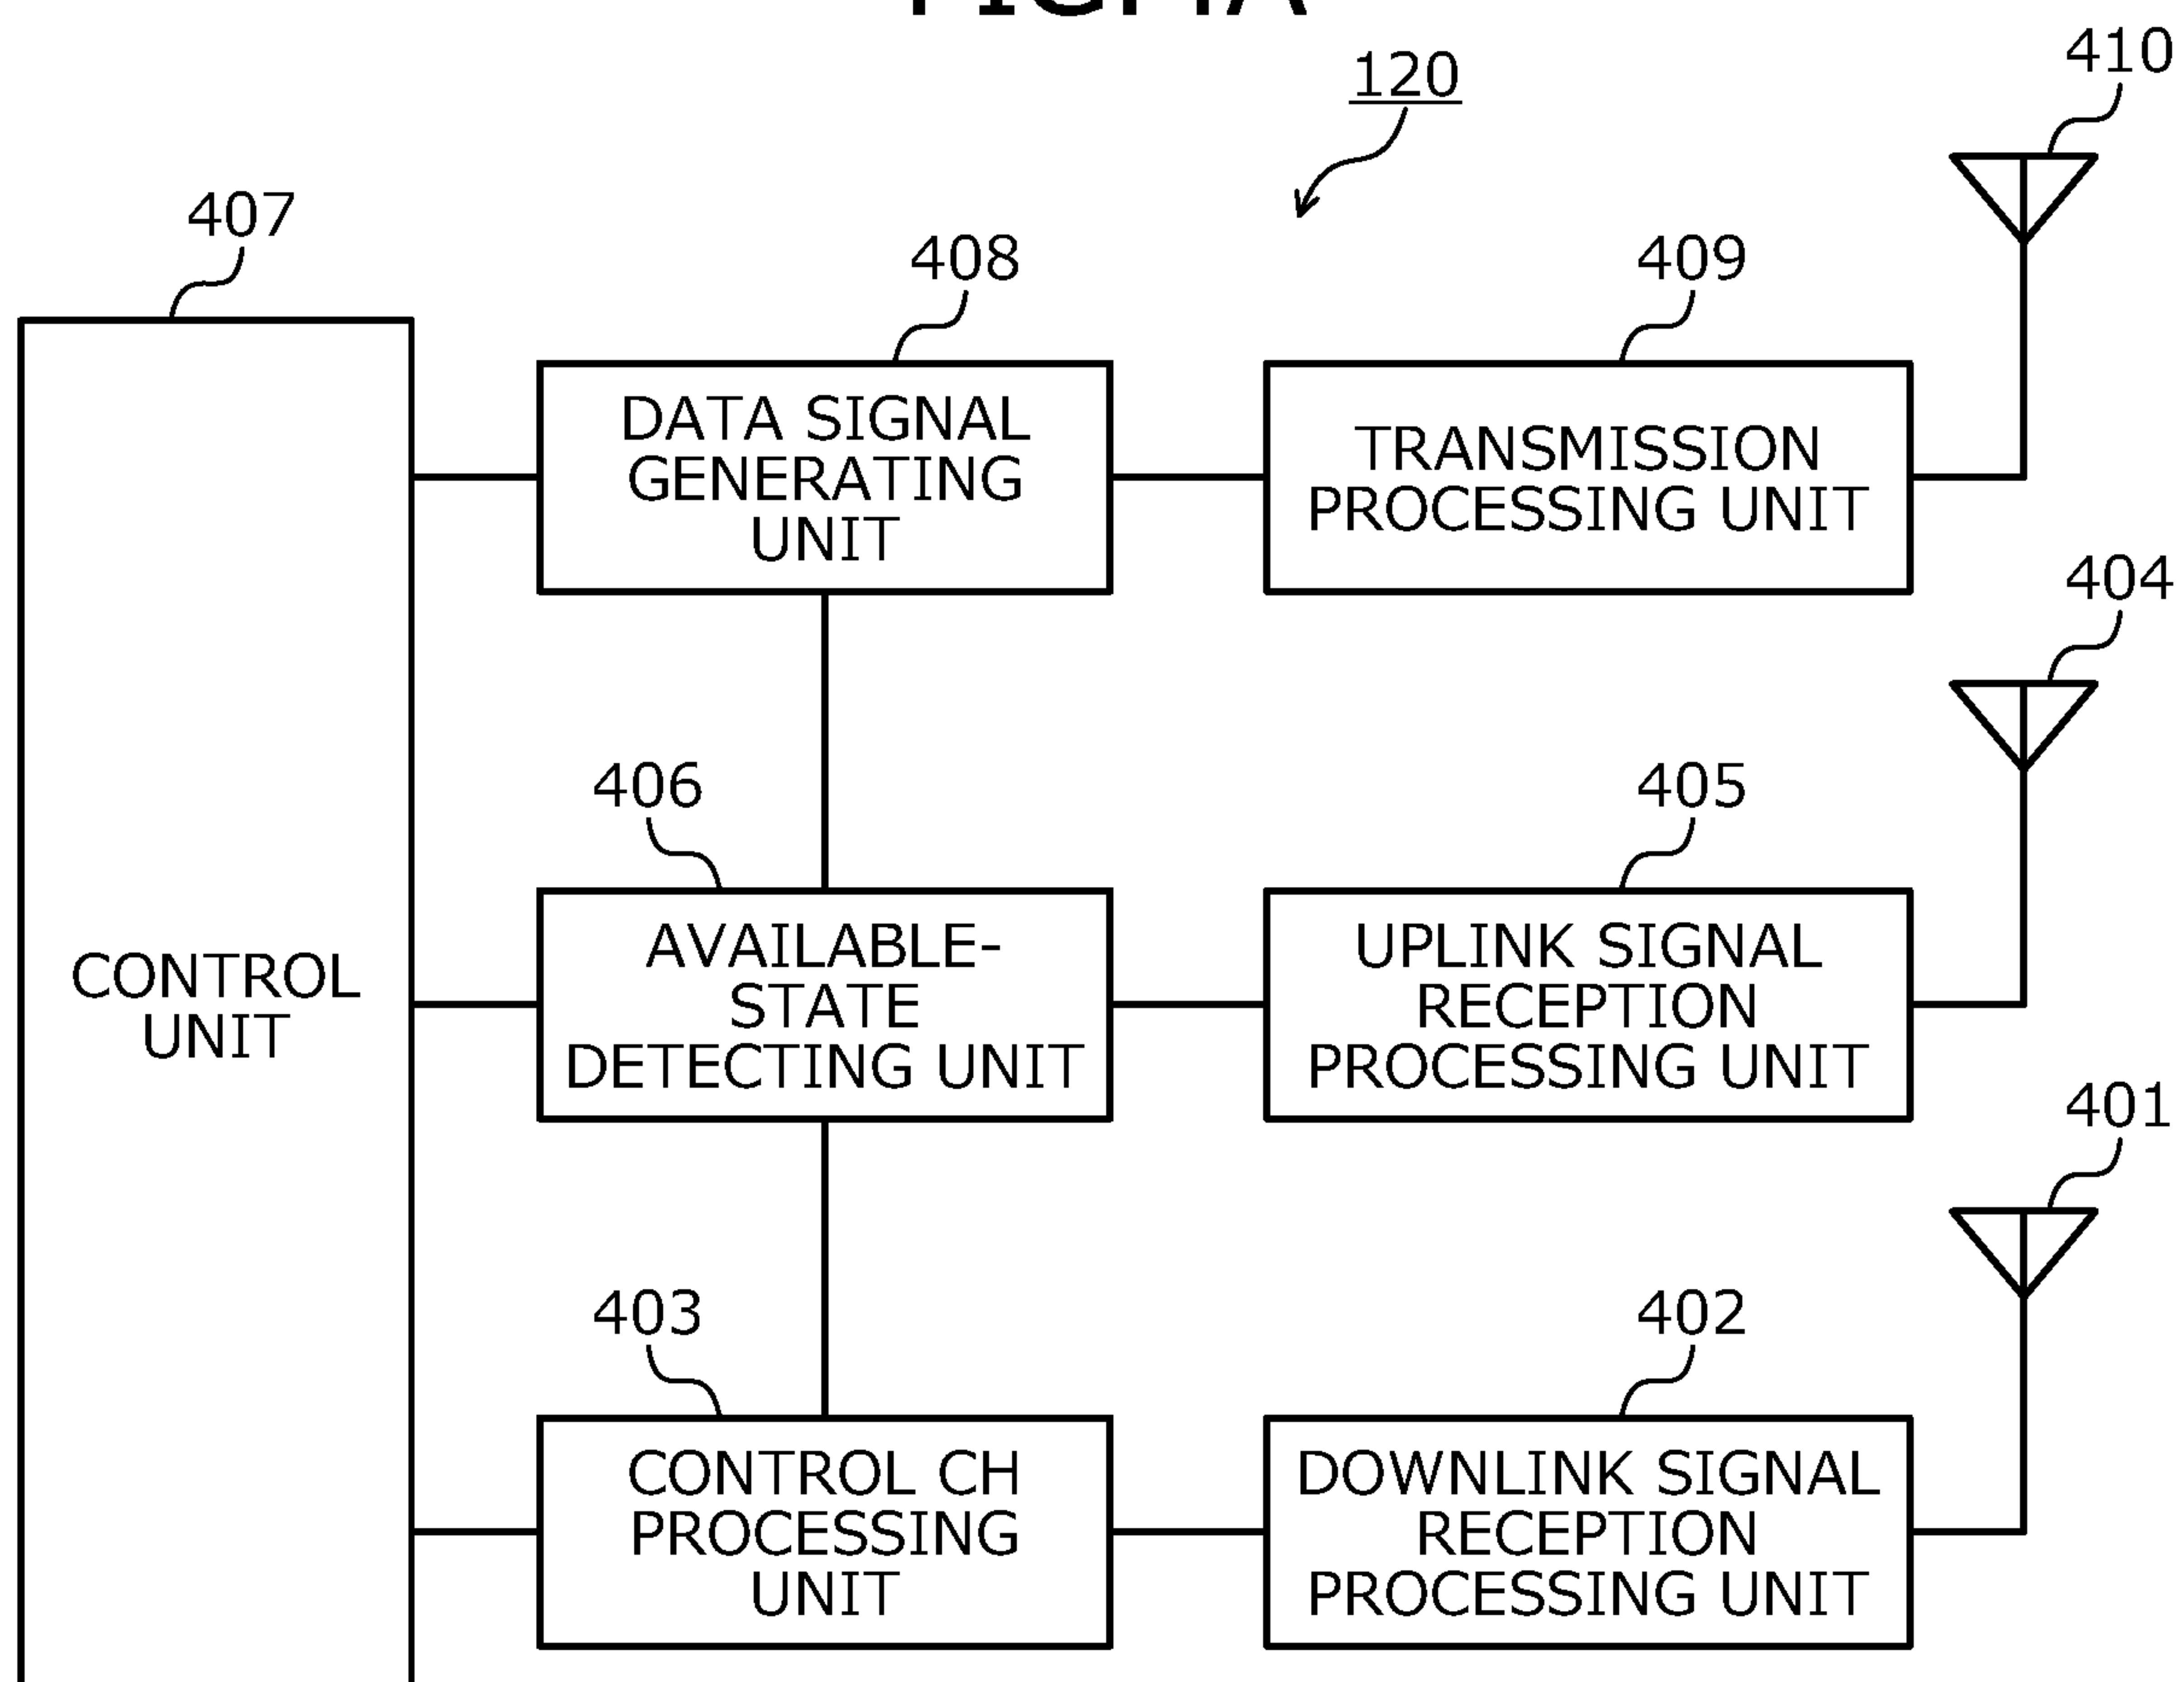 120
410
407
408
409
DATA SIGNAL
GENERATING
UNIT
TRANSMISSION
PROCESSING UNIT
404
406
405
CONTROL
UNIT
AVAILABLE-
STATE
DETECTING UNIT
UPLINK SIGNAL
RECEPTION
PROCESSING UNIT
401
403
402
CONTROL CH
PROCESSING
UNIT
DOWNLINK SIGNAL
RECEPTION
PROCESSING UNIT